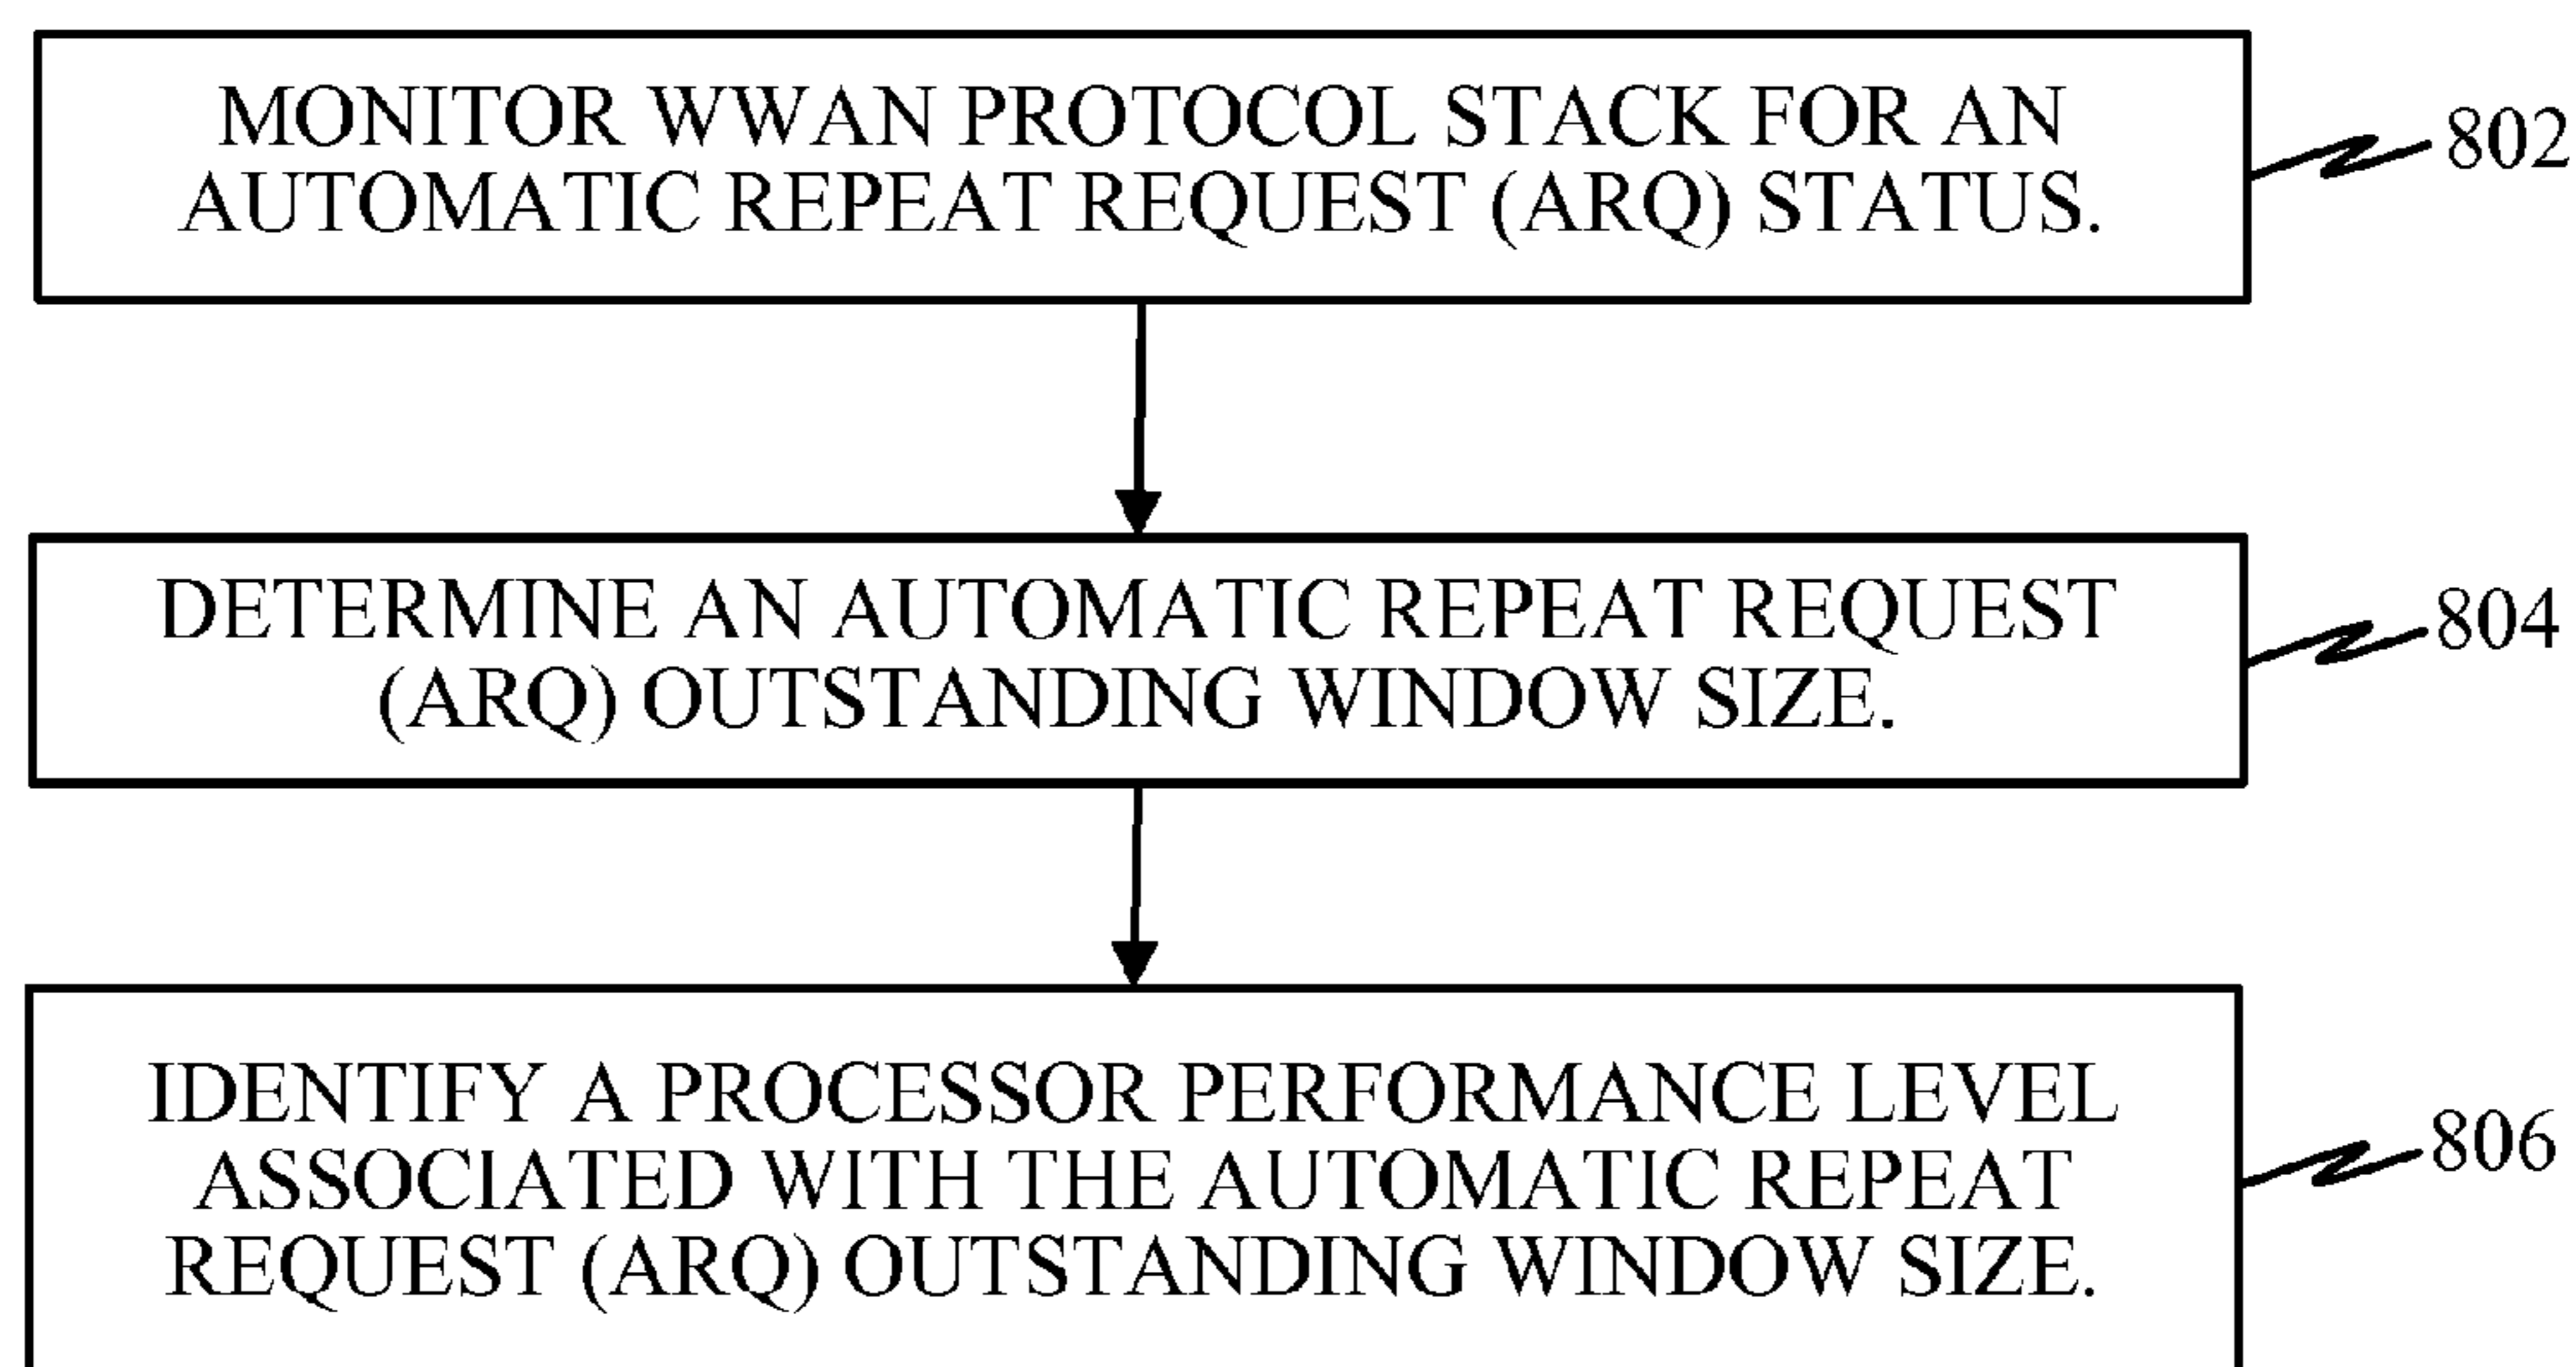 MONITOR WWAN PROTOCOL STACK FOR AN
AUTOMATIC REPEAT REQUEST (ARQ) STATUS.
802
DETERMINE AN AUTOMATIC REPEAT REQUEST
(ARQ) OUTSTANDING WINDOW SIZE.
804
IDENTIFY A PROCESSOR PERFORMANCE LEVEL
ASSOCIATED WITH THE AUTOMATIC REPEAT
REQUEST (ARQ) OUTSTANDING WINDOW SIZE.
806